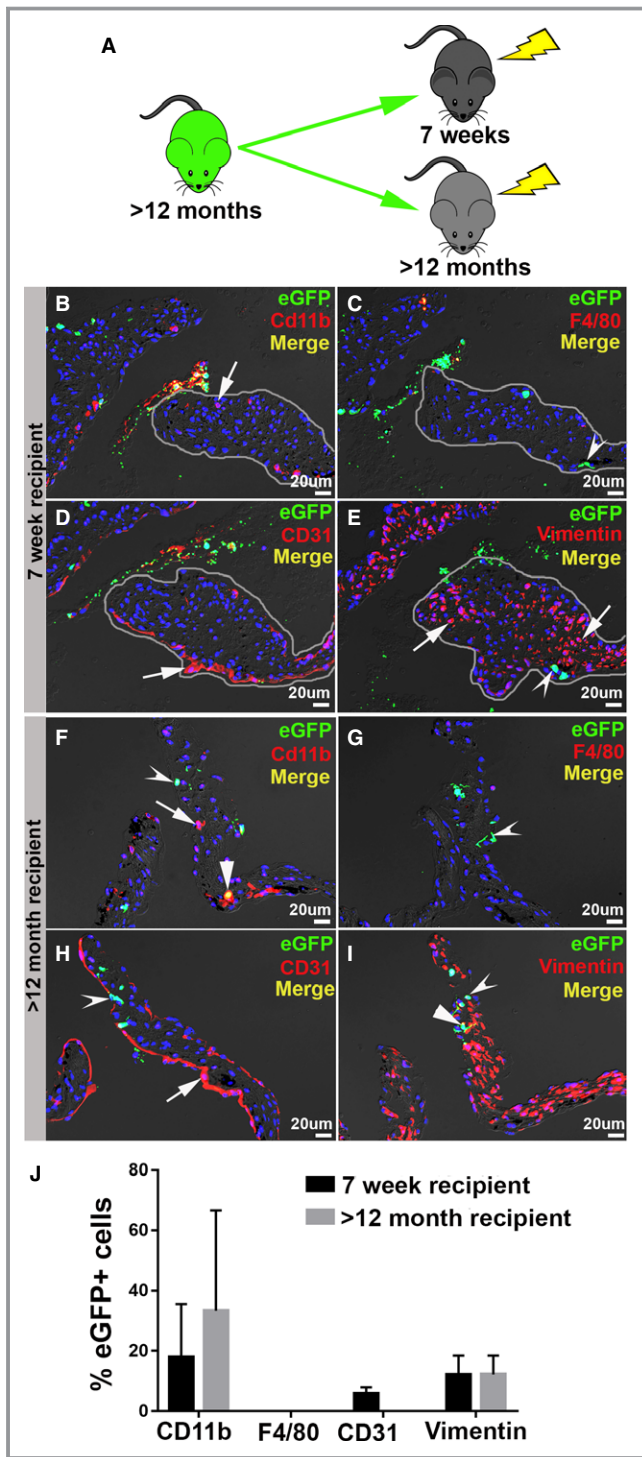 A
7 weeks
>12 months
>12 months
7 week recipient
B
eGFP
Cd11b
Merge
20um
C
eGFP
F4/80
Merge
20um
D
eGFP
CD31
Merge
20um
E
eGFP
Vimentin
Merge
20um
>12 month recipient
F
eGFP
Cd11b
Merge
20um
G
eGFP
F4/80
Merge
20um
H
eGFP
CD31
Merge
20um
I
eGFP
Vimentin
Merge
20um
J
% eGFP+ cells
80
60
40
20
0
7 week recipient
>12 month recipient
CD11b F4/80 CD31 Vimentin